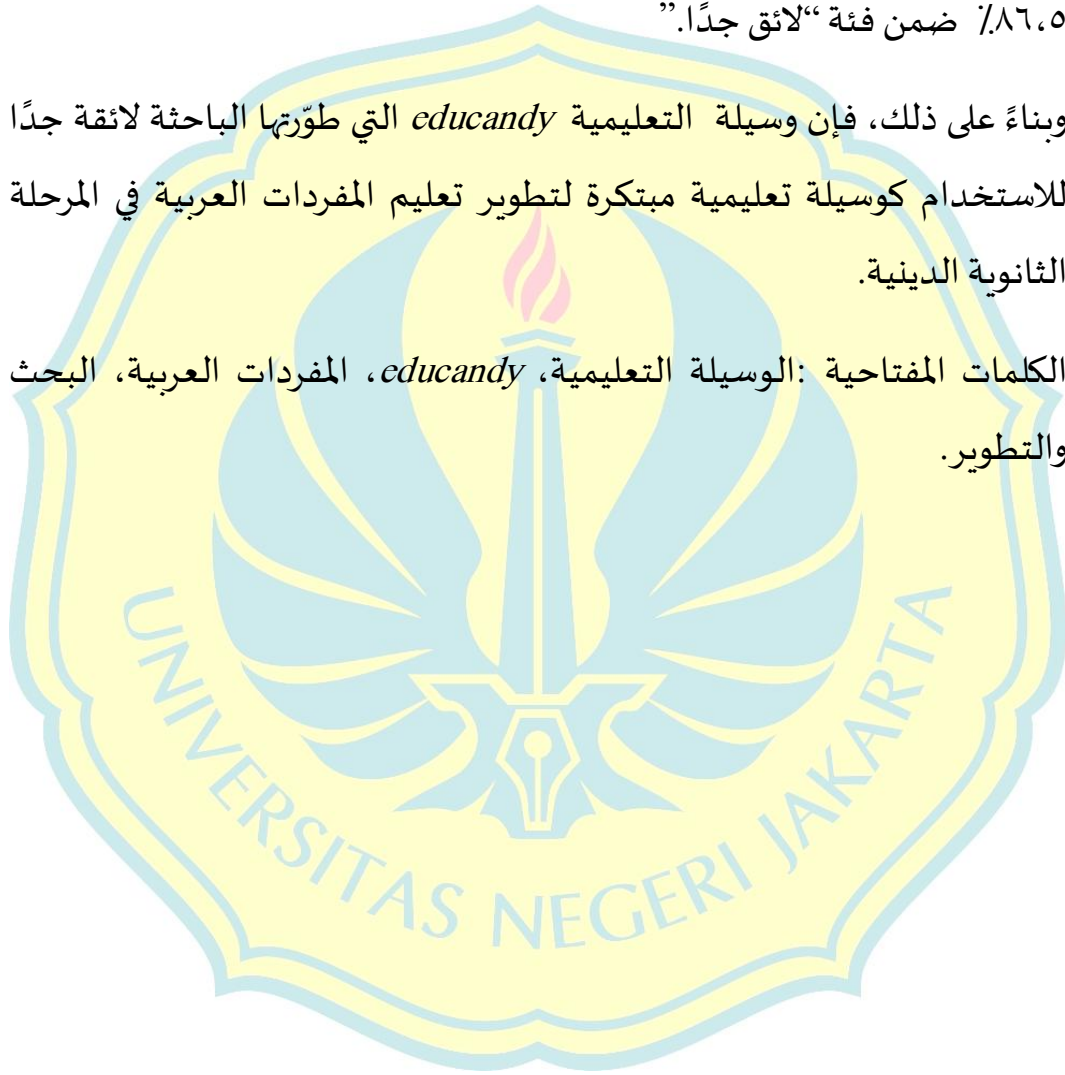 ٨٦،٥٪ ضمن فئة “لائق جدًا.”
وبناءً على ذلك، فإن وسيلة التعليمية educandy التي طوّرتها الباحثة لائقة جدًا
للاستخدام كوسيلة تعليمية مبتكرة لتطوير تعليم المفردات العربية في المرحلة
الثانوية الدينية.
الكلمات المفتاحية :الوسيلة التعليمية، educandy، المفردات العربية، البحث
والتطوير.
UNIVERSITAS NEGERI JAKARTA